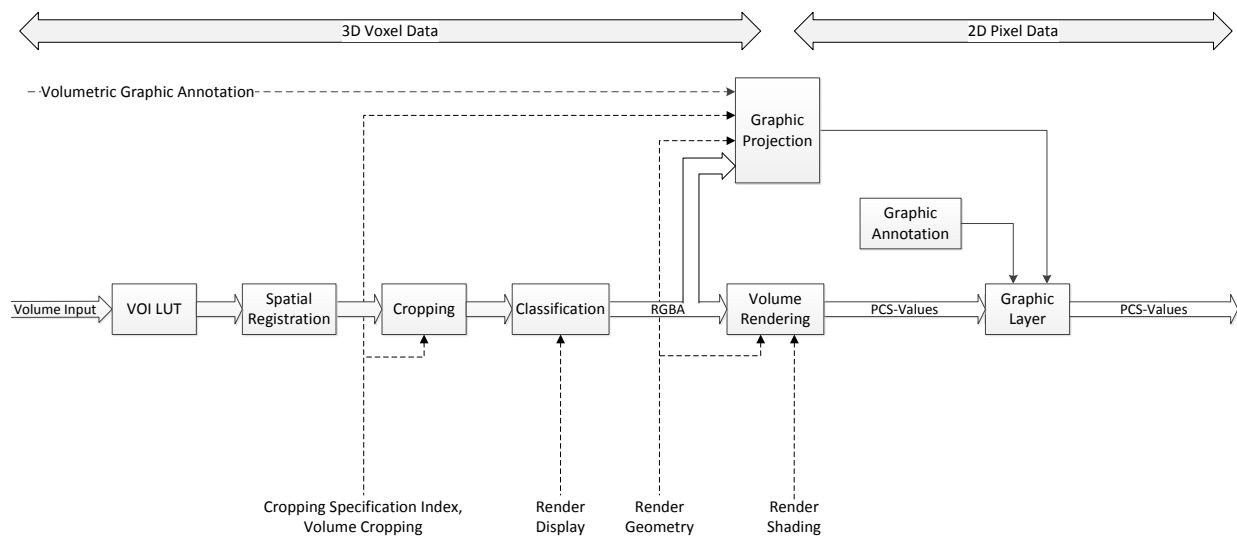 3D Voxel Data
2D Pixel Data
Volumetric Graphic Annotation
Graphic
Projection
Graphic
Annotation
Volume Input
VOI LUT
Spatial
Registration
Cropping
Classification
RGBA
Volume
Rendering
PCS-Values
Graphic
Layer
PCS-Values
Cropping Specification Index,
Volume Cropping
Render
Display
Render
Geometry
Render
Shading